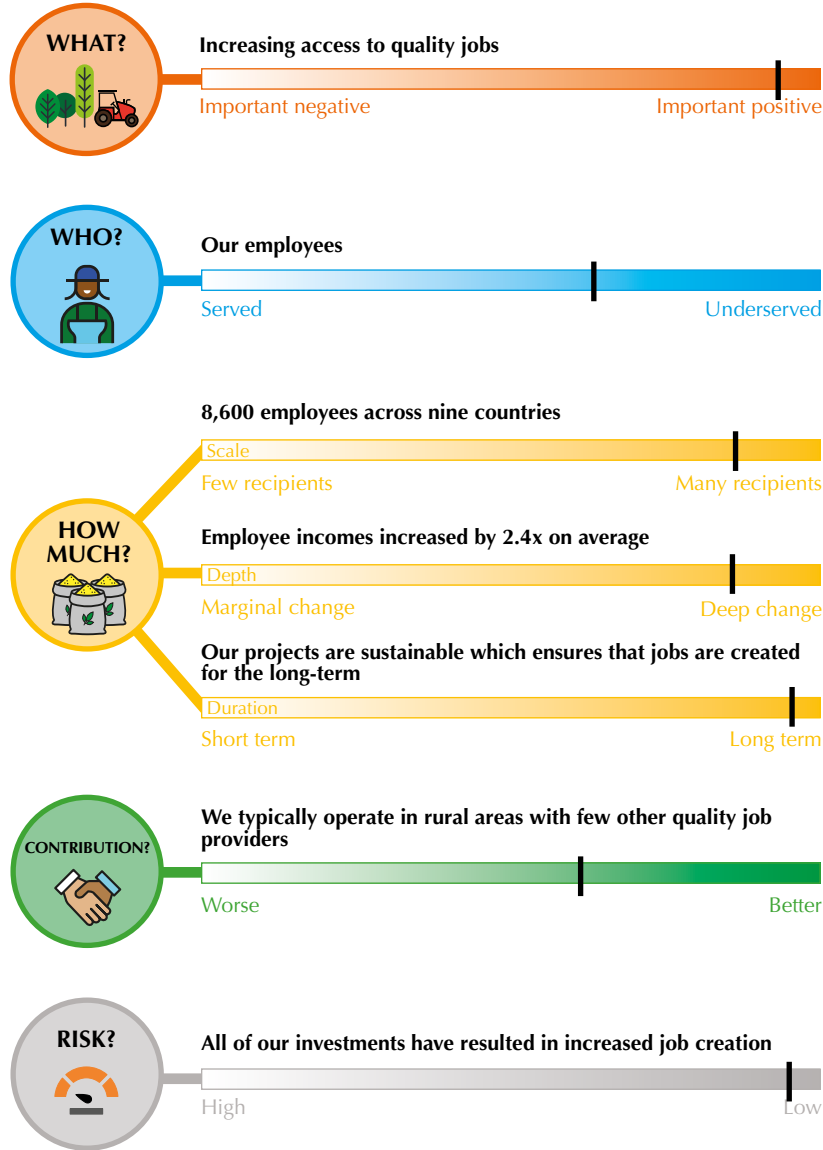 WHAT?
Increasing access to quality jobs
Important negative
Important positive
WHO?
Our employees
Served
Underserved
8,600 employees across nine countries
Scale
Few recipients
Many recipients
HOW
MUCH?
Employee incomes increased by 2.4x on average
Depth
Marginal change
Deep change
Our projects are sustainable which ensures that jobs are created
for the long-term
Duration
Short term
Long term
CONTRIBUTION?
We typically operate in rural areas with few other quality job
providers
Worse
Better
RISK?
All of our investments have resulted in increased job creation
High
Low